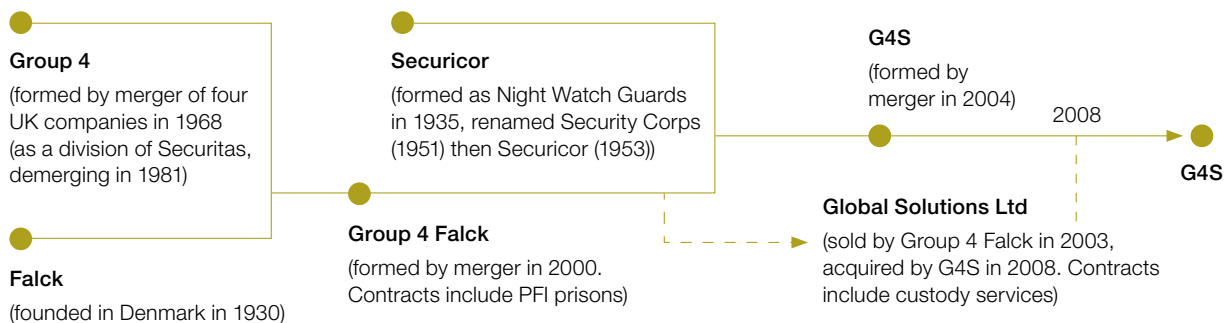 Group 4
(formed by merger of four
UK companies in 1968
(as a division of Securitas,
demerging in 1981)
Falck
(founded in Denmark in 1930)
Securicor
(formed as Night Watch Guards
in 1935, renamed Security Corps
(1951) then Securicor (1953))
Group 4 Falck
(formed by merger in 2000.
Contracts include PFI prisons)
G4S
(formed by
merger in 2004)
2008
G4S
Global Solutions Ltd
(sold by Group 4 Falck in 2003,
acquired by G4S in 2008. Contracts
include custody services)